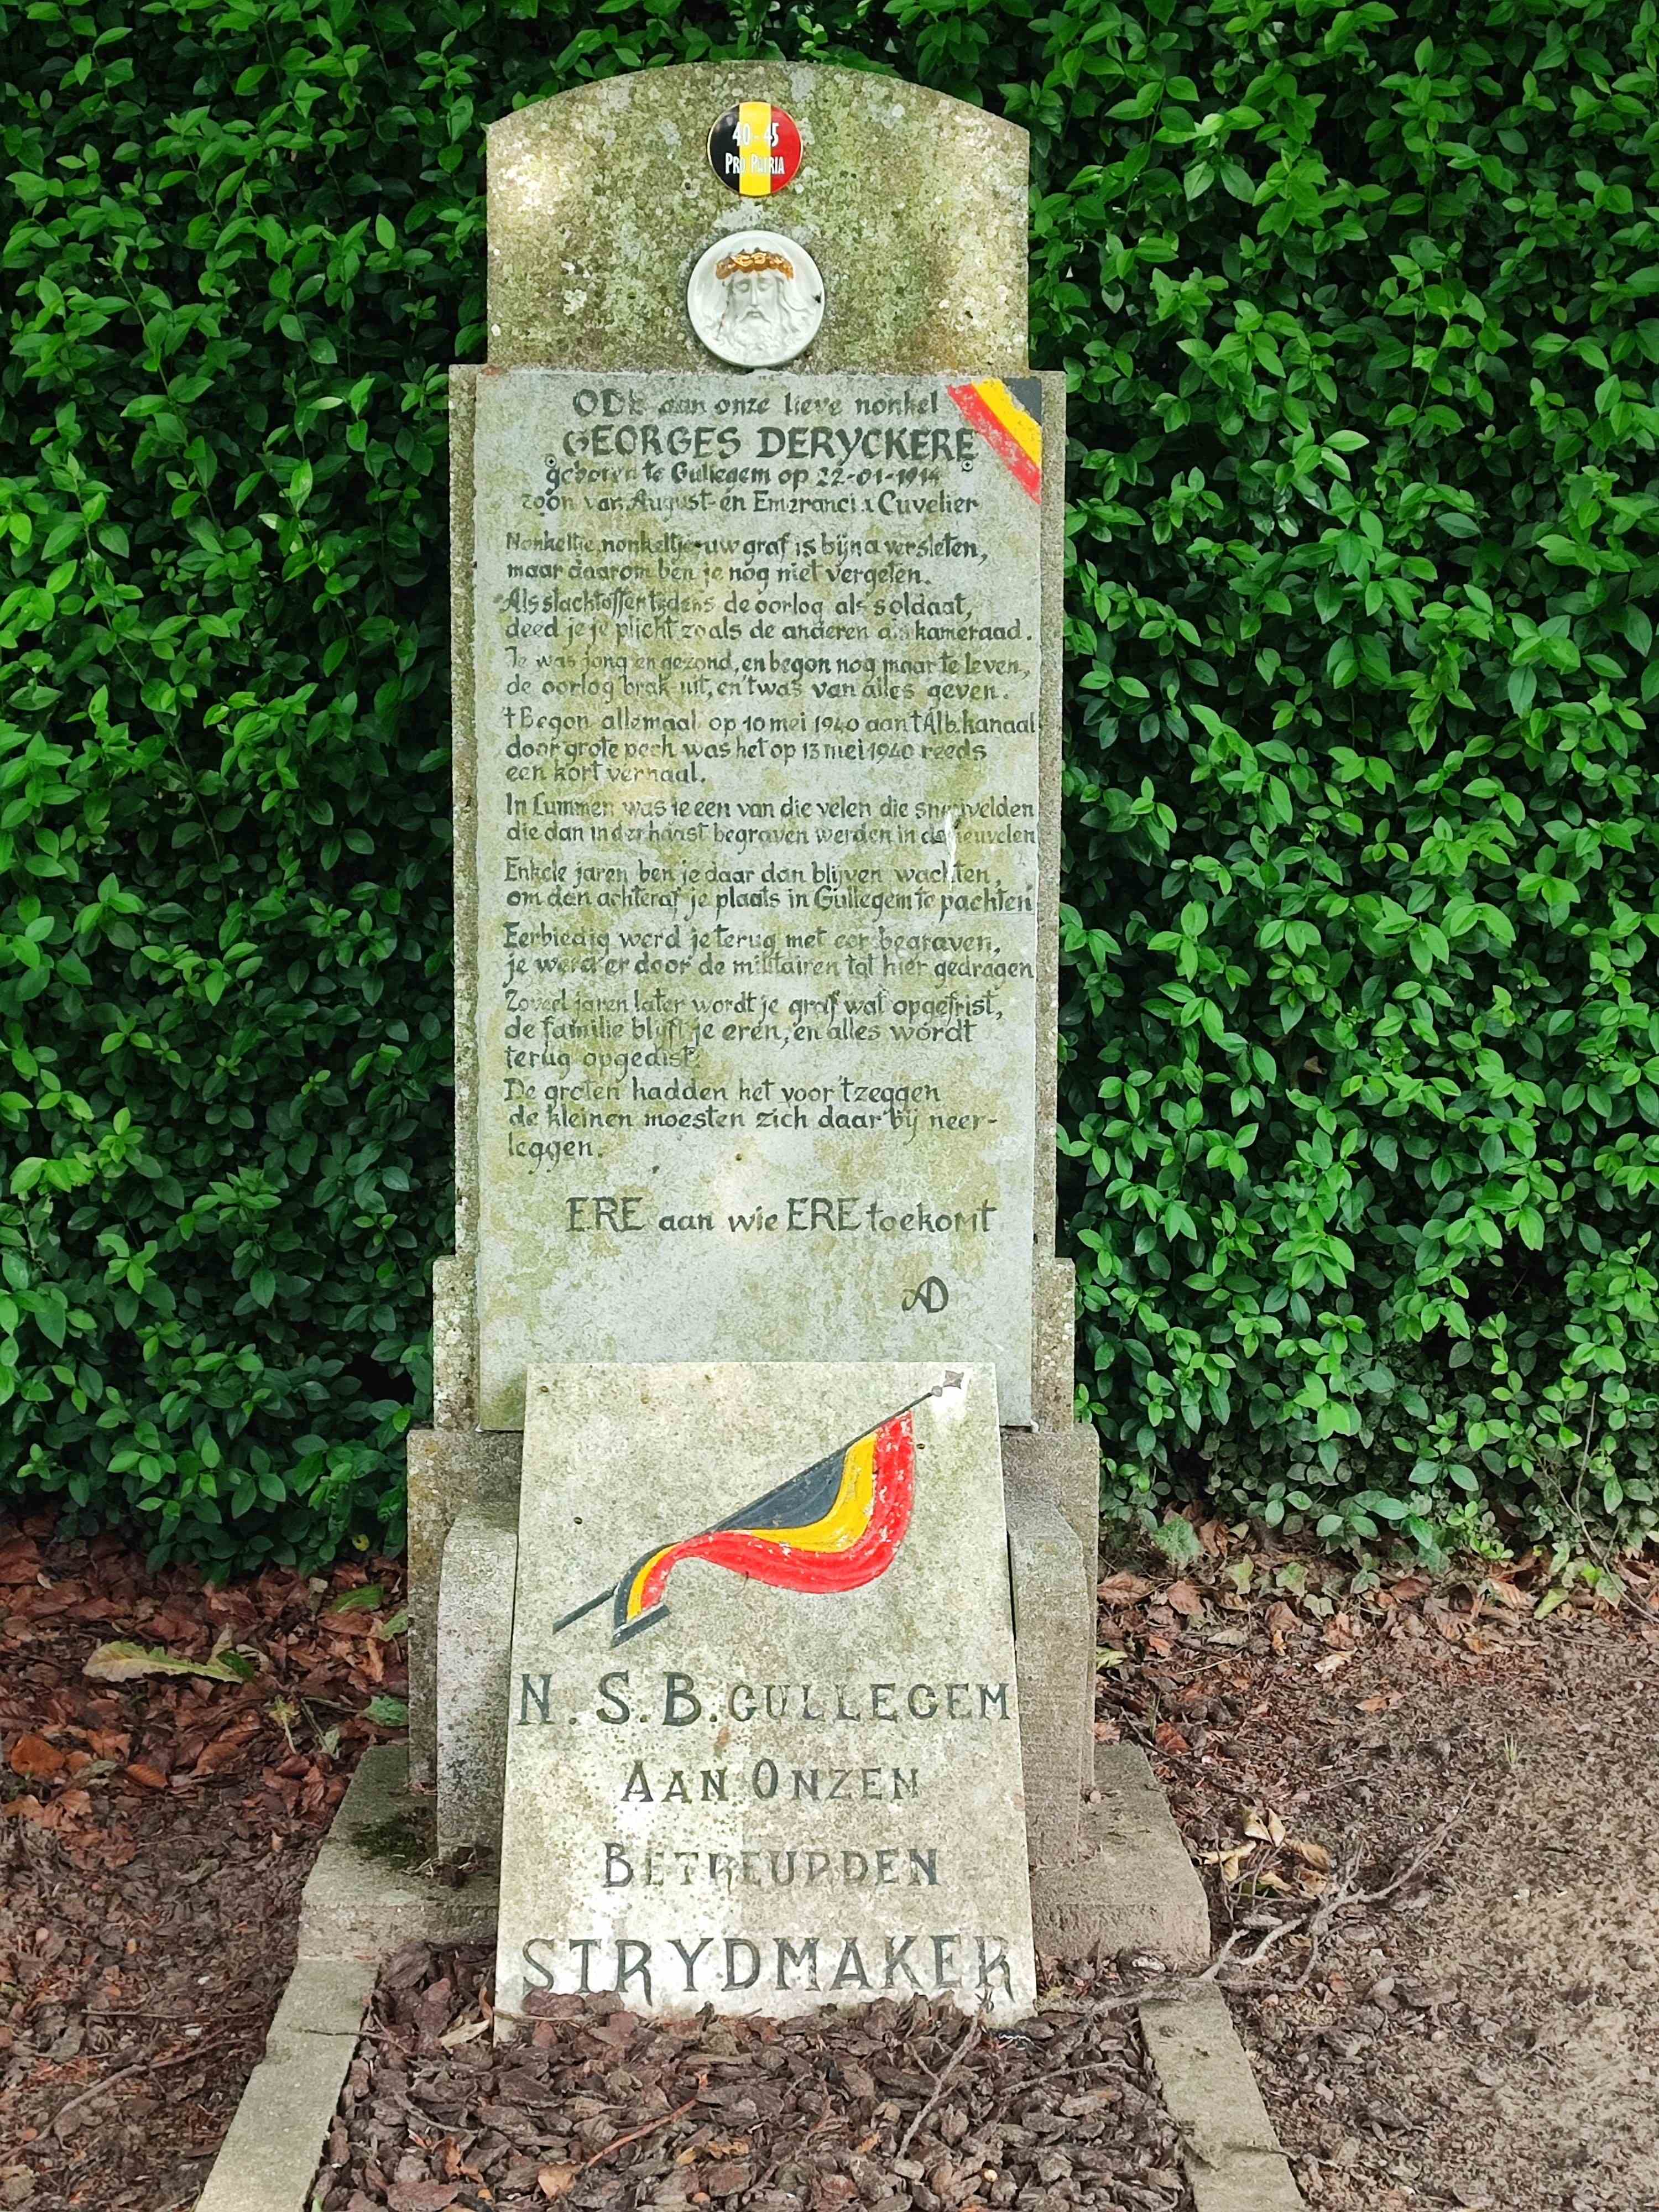 40-45
PRO PATRIA
ODE aan onze lieve nonkel
GEORGES DERYCKERE
geboren te Gullegem op 22-01-1914
zoon van August en Emerancia Cuvelier
Nonkeltje, nonkeltje uw graf is bijna versleten,
maar daarom ben je nog niet vergeten.
Als slachtoffer tijdens de oorlog als soldaat,
deed je je plicht zoals de anderen als kameraad.
Je was jong en gezond, en begon nog maar te leven,
de oorlog brak uit, en 't was van alles geven.
't Begon allemaal op 10 mei 1940 aan 't Alb. kanaal
door grote pech was het op 13 mei 1940 reeds
een kort verhaal.
In Lummen was je een van die velen die sneuvelden
die dan in der haast begraven werden in de heuvelen
Enkele jaren ben je daar dan blijven wachten,
om dan achteraf je plaats in Gullegem te pachten
Eerbiedig werd je terug met eer begraven,
je werd er door de militairen tot hier gedragen
Zoveel jaren later wordt je graf wat opgefrist,
de familie blijft je eren, en alles wordt
terug opgedist.
De groten hadden het voor 't zeggen
de kleinen moesten zich daar bij neer-
leggen.
ERE aan wie ERE toekomt
AD
N.S.B. GULLEGEM
AAN ONZEN
BETREURDEN
STRYDMAKER